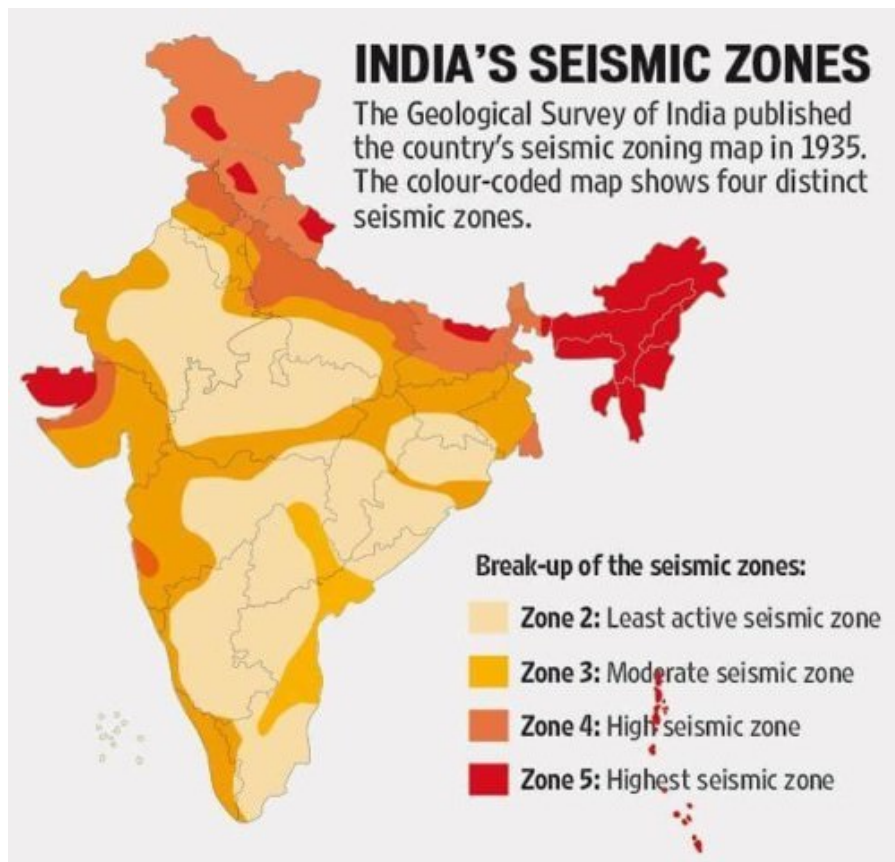 INDIA'S SEISMIC ZONES
The Geological Survey of India published
the country's seismic zoning map in 1935.
The colour-coded map shows four distinct
seismic zones.
Break-up of the seismic zones:
Zone 2: Least active seismic zone
Zone 3: Moderate seismic zone
Zone 4: High seismic zone
Zone 5: Highest seismic zone